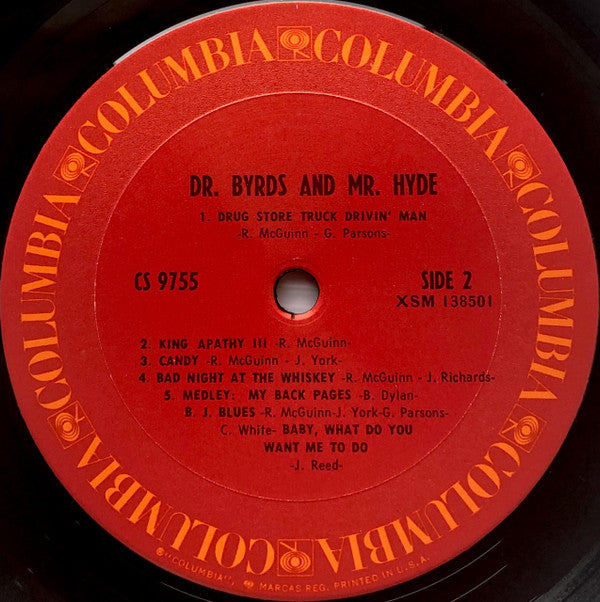 COLUMBIA COLUMBIA COLUMBIA COLUMBIA COLUMBIA COLUMBIA
DR. BYRDS AND MR. HYDE
1. DRUG STORE TRUCK DRIVIN' MAN
-R. McGuinn - G. Parsons-
CS 9755
SIDE 2
XSM 138501
2. KING APATHY III -R. McGuinn-
3. CANDY -R. McGuinn - J. York-
4. BAD NIGHT AT THE WHISKEY -R. McGuinn - J. Richards-
5. MEDLEY: MY BACK PAGES -B. Dylan-
B. J. BLUES -R. McGuinn-J. York-G. Parsons-
C. White- BABY, WHAT DO YOU
WANT ME TO DO
-J. Reed-
®"COLUMBIA", MARCAS REG. PRINTED IN U.S.A.